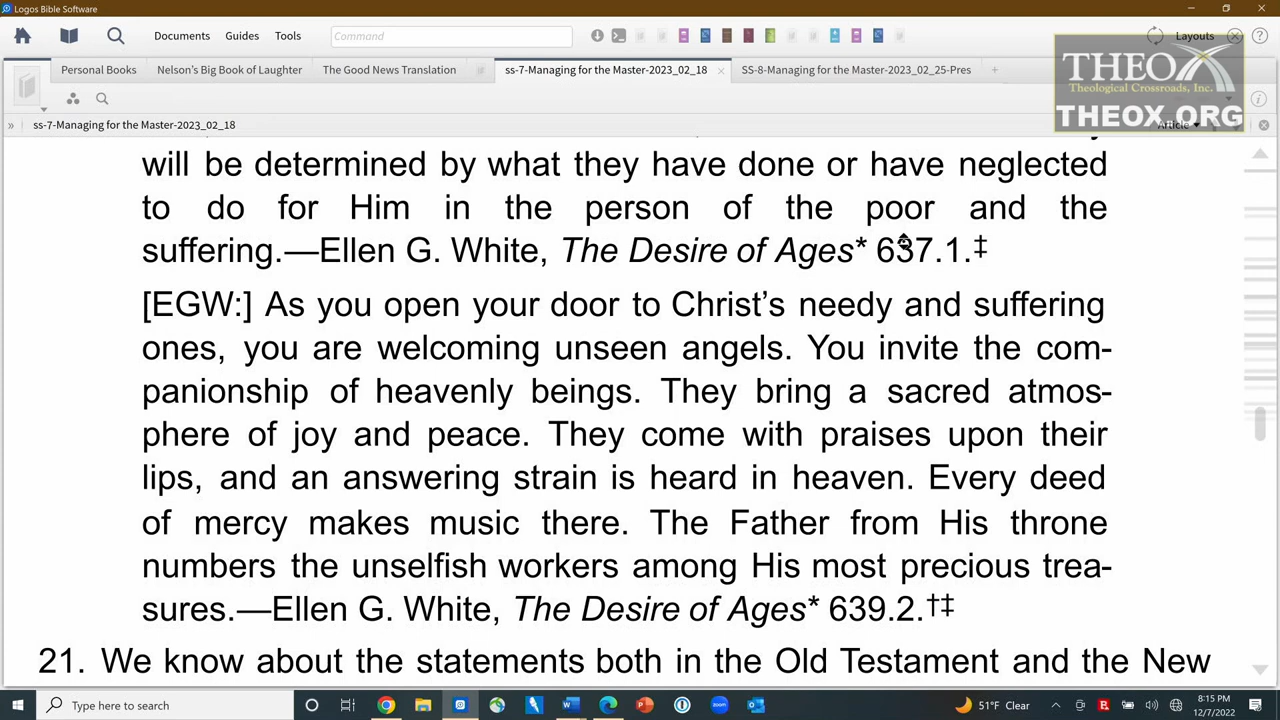 Logos Bible Software
Documents Guides Tools Command Layouts
Personal Books Nelson's Big Book of Laughter The Good News Translation ss-7-Managing for the Master-2023_02_18 SS-8-Managing for the Master-2023_02_25-Pres
THEOX
Theological Crossroads, Inc.
THEOX.ORG
ss-7-Managing for the Master-2023_02_18 Article
will be determined by what they have done or have neglected
to do for Him in the person of the poor and the
suffering.—Ellen G. White, The Desire of Ages* 637.1.‡
[EGW:] As you open your door to Christ's needy and suffering
ones, you are welcoming unseen angels. You invite the com-
panionship of heavenly beings. They bring a sacred atmos-
phere of joy and peace. They come with praises upon their
lips, and an answering strain is heard in heaven. Every deed
of mercy makes music there. The Father from His throne
numbers the unselfish workers among His most precious trea-
sures.—Ellen G. White, The Desire of Ages* 639.2.†‡
21. We know about the statements both in the Old Testament and the New
Type here to search 51°F Clear 8:15 PM
12/7/2022